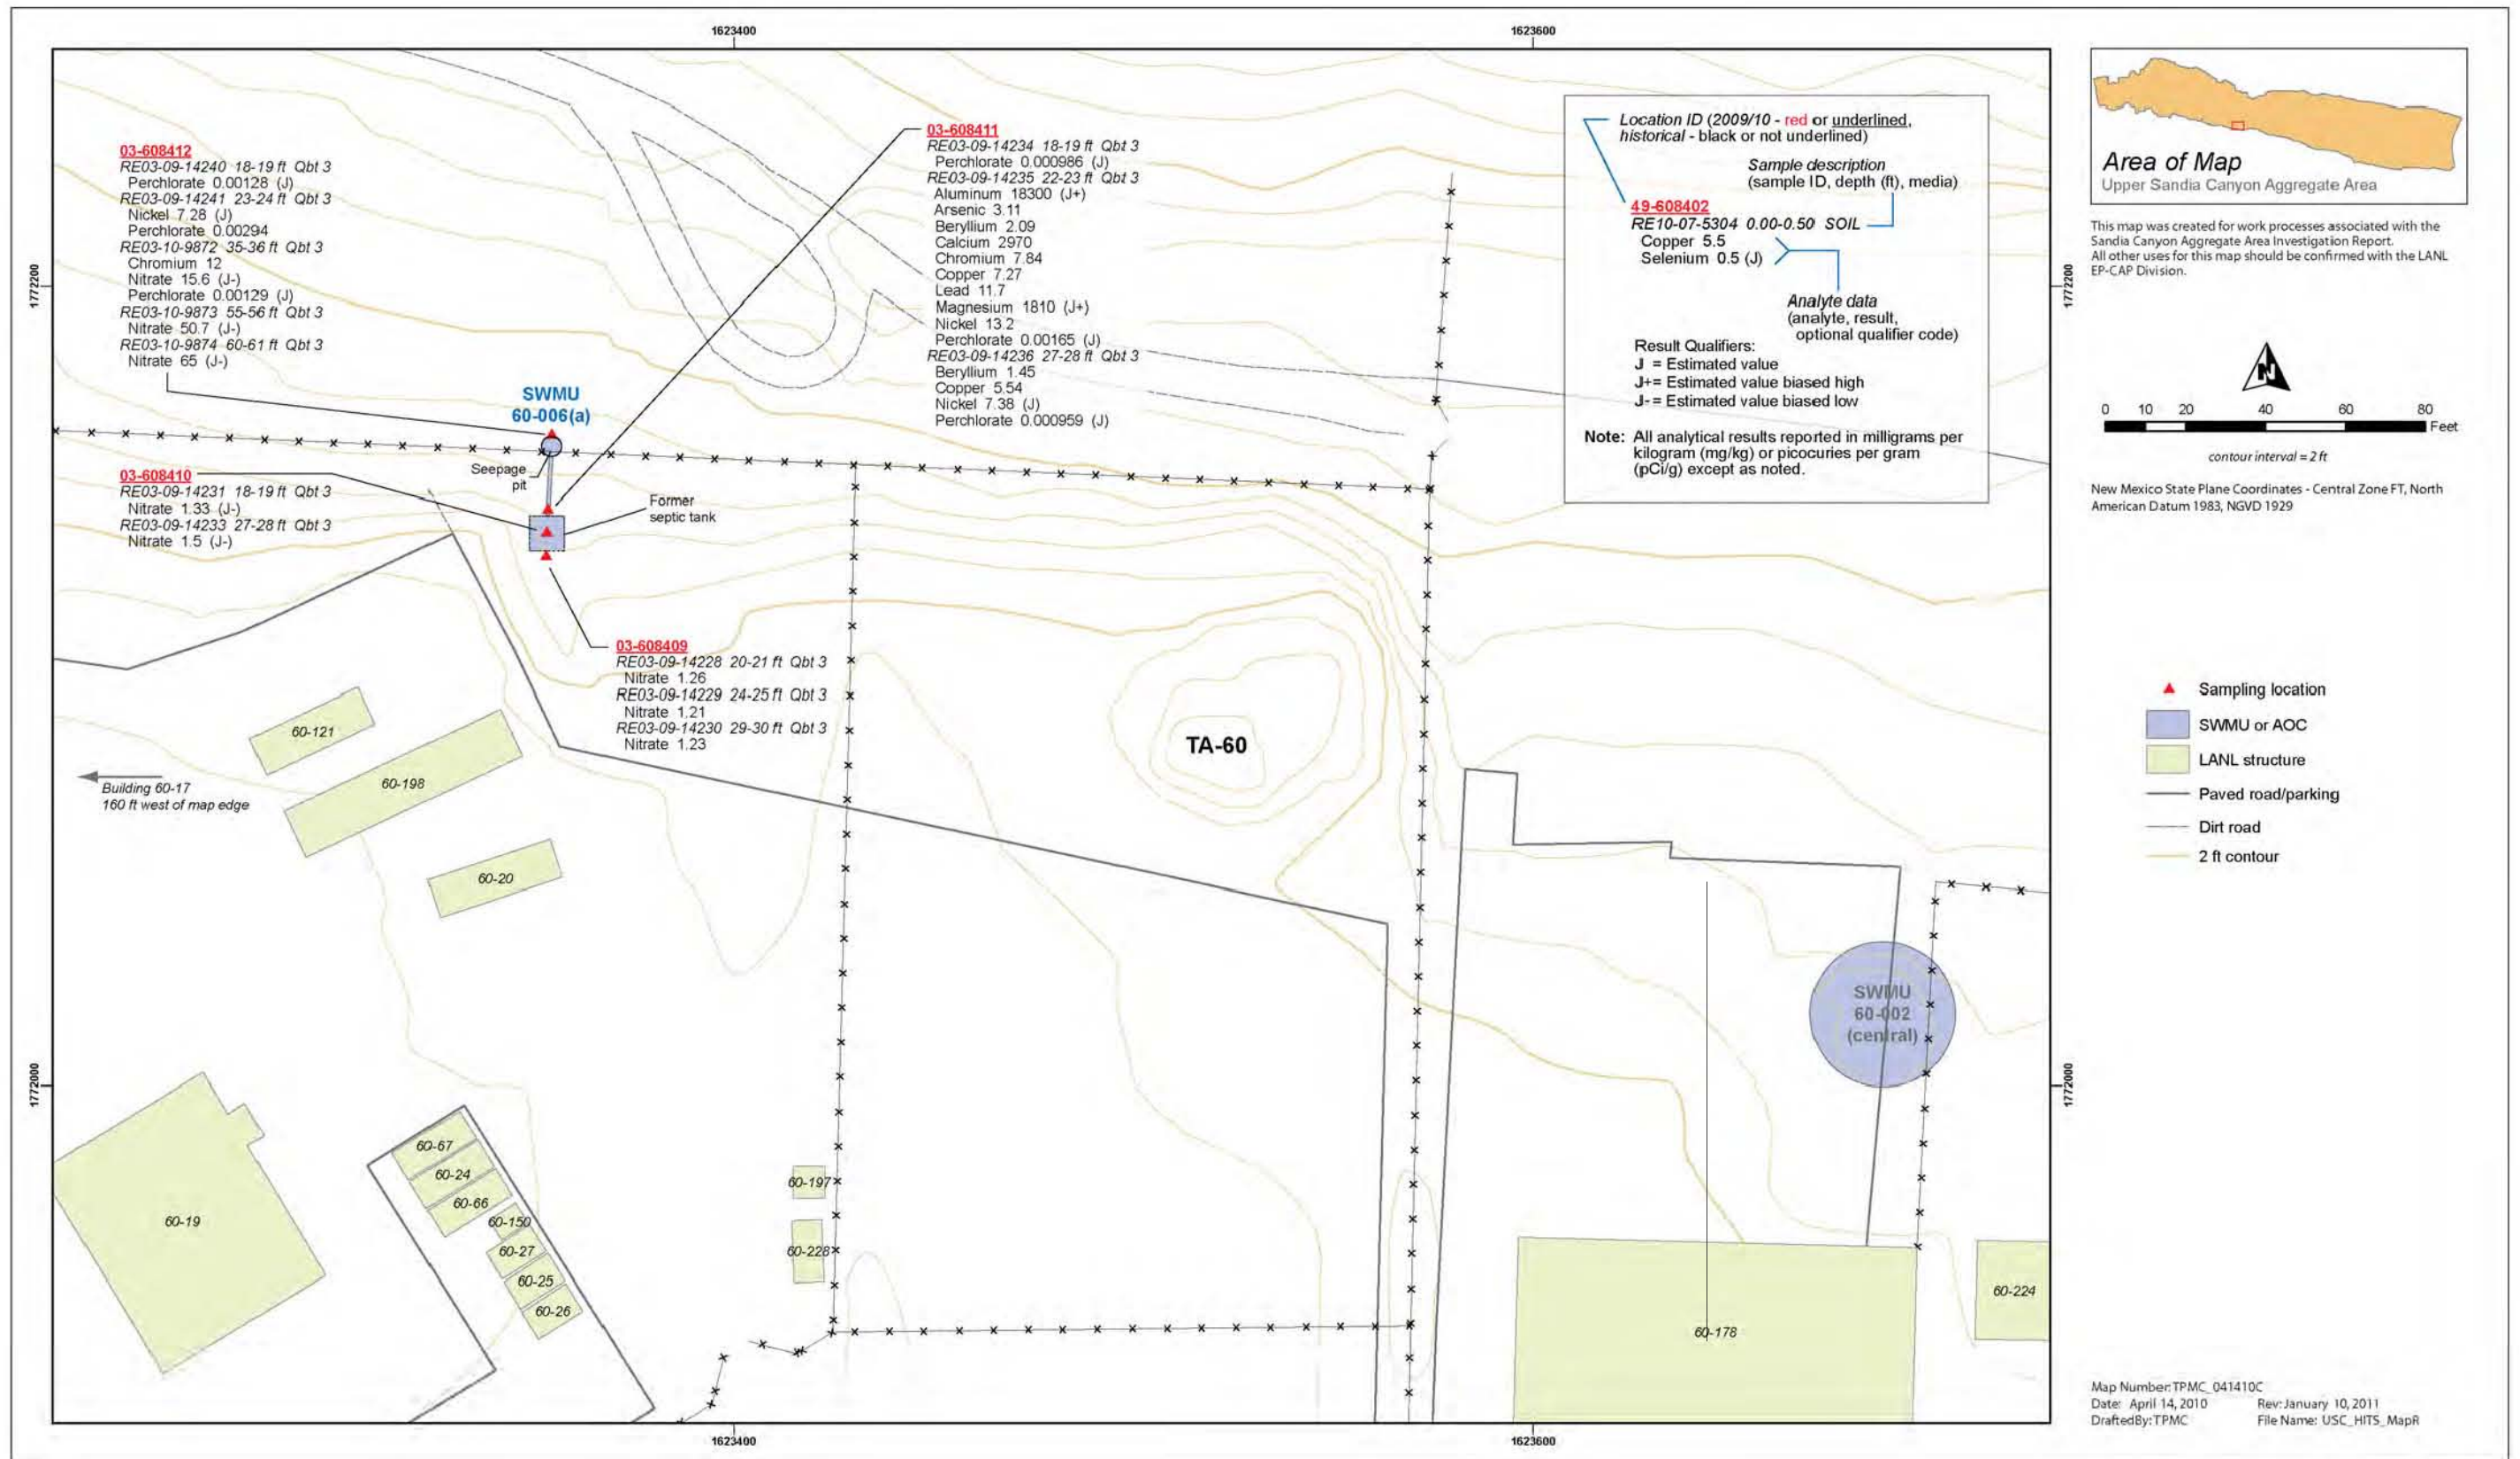 1623400
1623600
03-608412
RE03-09-14240 18-19 ft Qbt 3
Perchlorate 0.00128 (J)
RE03-09-14241 23-24 ft Qbt 3
Nickel 7.28 (J)
Perchlorate 0.00294
RE03-10-9872 35-36 ft Qbt 3
Chromium 12
Nitrate 15.6 (J-)
Perchlorate 0.00129 (J)
RE03-10-9873 55-56 ft Qbt 3
Nitrate 50.7 (J-)
RE03-10-9874 60-61 ft Qbt 3
Nitrate 65 (J-)
03-608411
RE03-09-14234 18-19 ft Qbt 3
Perchlorate 0.000986 (J)
RE03-09-14235 22-23 ft Qbt 3
Aluminum 18300 (J+)
Arsenic 3.11
Beryllium 2.09
Calcium 2970
Chromium 7.84
Copper 7.27
Lead 11.7
Magnesium 1810 (J+)
Nickel 13.2
Perchlorate 0.00165 (J)
RE03-09-14236 27-28 ft Qbt 3
Beryllium 1.45
Copper 5.54
Nickel 7.38 (J)
Perchlorate 0.000959 (J)
Location ID (2009/10 - red or underlined,
historical - black or not underlined)
Sample description
(sample ID, depth (ft), media)
49-608402
RE10-07-5304 0.00-0.50 SOIL
Copper 5.5
Selenium 0.5 (J)
Analyte data
(analyte, result,
optional qualifier code)
Result Qualifiers:
J = Estimated value
J+= Estimated value biased high
J-= Estimated value biased low
Note: All analytical results reported in milligrams per
kilogram (mg/kg) or picocuries per gram
(pCi/g) except as noted.
1772200
1772200
SWMU
60-006(a)
Seepage
pit
Former
septic tank
03-608410
RE03-09-14231 18-19 ft Qbt 3
Nitrate 1.33 (J-)
RE03-09-14233 27-28 ft Qbt 3
Nitrate 1.5 (J-)
03-608409
RE03-09-14228 20-21 ft Qbt 3
Nitrate 1.26
RE03-09-14229 24-25 ft Qbt 3
Nitrate 1.21
RE03-09-14230 29-30 ft Qbt 3
Nitrate 1.23
60-121
60-198
60-20
Building 60-17
160 ft west of map edge
TA-60
SWMU
60-002
(central)
1772000
1772000
60-19
60-67
60-24
60-66
60-150
60-27
60-25
60-26
60-197
60-228
60-178
60-224
1623400
1623600
Area of Map
Upper Sandia Canyon Aggregate Area
This map was created for work processes associated with the
Sandia Canyon Aggregate Area Investigation Report.
All other uses for this map should be confirmed with the LANL
EP-CAP Division.
N
0 10 20 40 60 80
Feet
contour interval = 2 ft
New Mexico State Plane Coordinates - Central Zone FT, North
American Datum 1983, NGVD 1929
Sampling location
SWMU or AOC
LANL structure
Paved road/parking
Dirt road
2 ft contour
Map Number: TPMC_041410C
Date: April 14, 2010 Rev: January 10, 2011
DraftedBy: TPMC File Name: USC_HITS_MapR